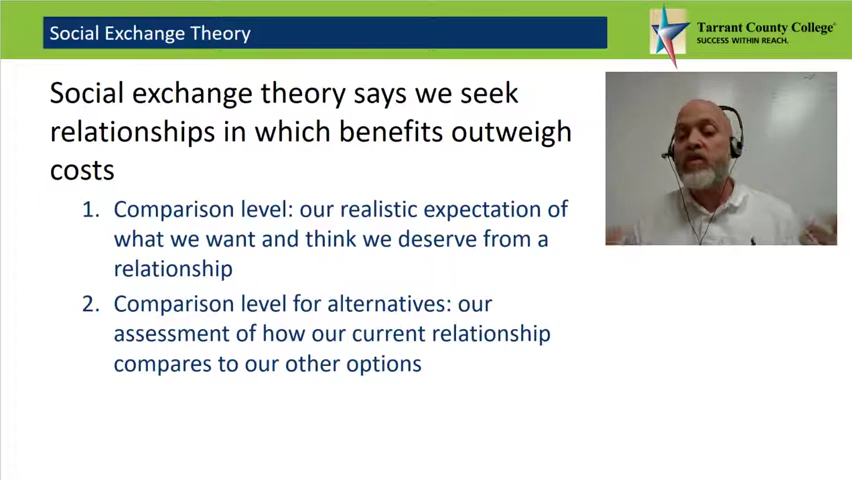 Social Exchange Theory
Tarrant County College®
SUCCESS WITHIN REACH.
Social exchange theory says we seek
relationships in which benefits outweigh
costs
1. Comparison level: our realistic expectation of
what we want and think we deserve from a
relationship
2. Comparison level for alternatives: our
assessment of how our current relationship
compares to our other options